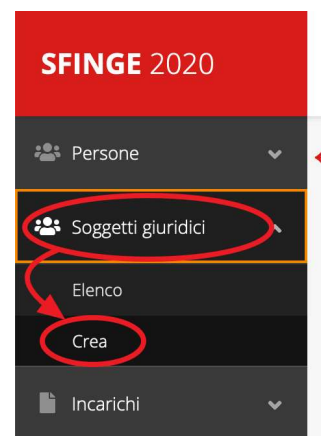 SFINGE 2020
Persone
Soggetti giuridici
Elenco
Crea
Incarichi